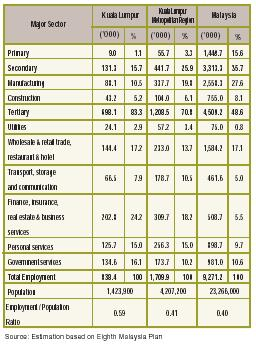 Major Sector Kuala Lumpur Kuala Lumpur Metropolitan Region Malaysia
('000) % ('000) % ('000) %
Primary 9.0 1.1 55.7 3.3 1,448.7 15.6
Secondary 131.3 15.7 441.7 25.9 3,313.3 35.7
Manufacturing 88.1 10.5 337.7 19.8 2,558.3 27.6
Construction 43.2 5.2 104.0 6.1 755.0 8.1
Tertiary 698.1 83.3 1,208.5 70.8 4,509.2 48.6
Utilities 24.1 2.9 57.2 3.4 75.0 0.8
Wholesale & retail trade,
restaurant & hotel 144.4 17.2 233.0 13.7 1,584.2 17.1
Transport, storage
and communication 66.5 7.9 178.7 10.5 461.6 5.0
Finance, insurance,
real estate & business
services 202.8 24.2 309.7 18.2 508.7 5.5
Personal services 125.7 15.0 256.3 15.0 898.7 9.7
Government services 134.6 16.1 173.7 10.2 981.0 10.6
Total Employment 838.4 100 100 9,271.2 100
Population 1,423,900 4,207,200 23,266,000
Employment / Population
Ratio 0.59 0.41 0.40
Source: Estimation based on Eighth Malaysia Plan